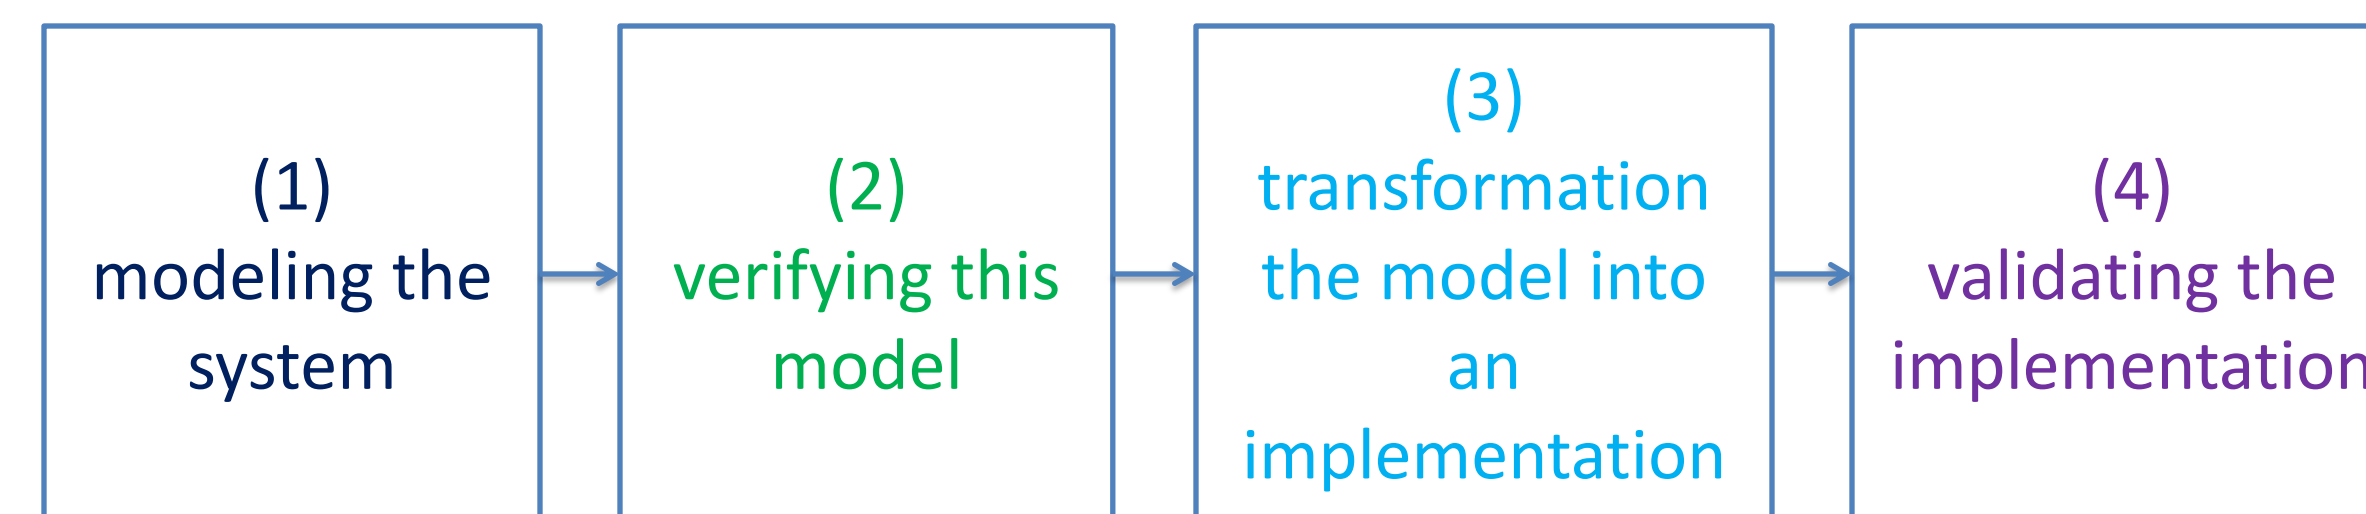 (1)
modeling the
system
(2)
verifying this
model
(3)
transformation
the model into
an
implementation
(4)
validating the
implementation